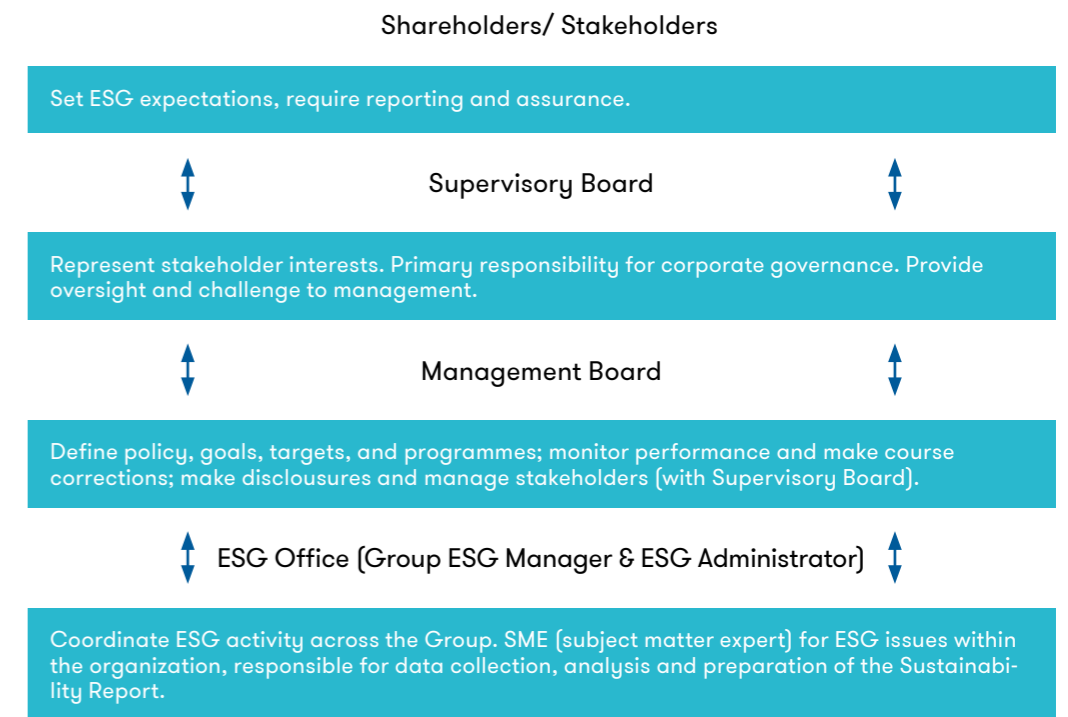 Shareholders/ Stakeholders
Set ESG expectations, require reporting and assurance.
Supervisory Board
Represent stakeholder interests. Primary responsibility for corporate governance. Provide
oversight and challenge to management.
Management Board
Define policy, goals, targets, and programmes; monitor performance and make course
corrections; make disclousures and manage stakeholders (with Supervisory Board).
ESG Office (Group ESG Manager & ESG Administrator)
Coordinate ESG activity across the Group. SME (subject matter expert) for ESG issues within
the organization, responsible for data collection, analysis and preparation of the Sustainabi-
lity Report.